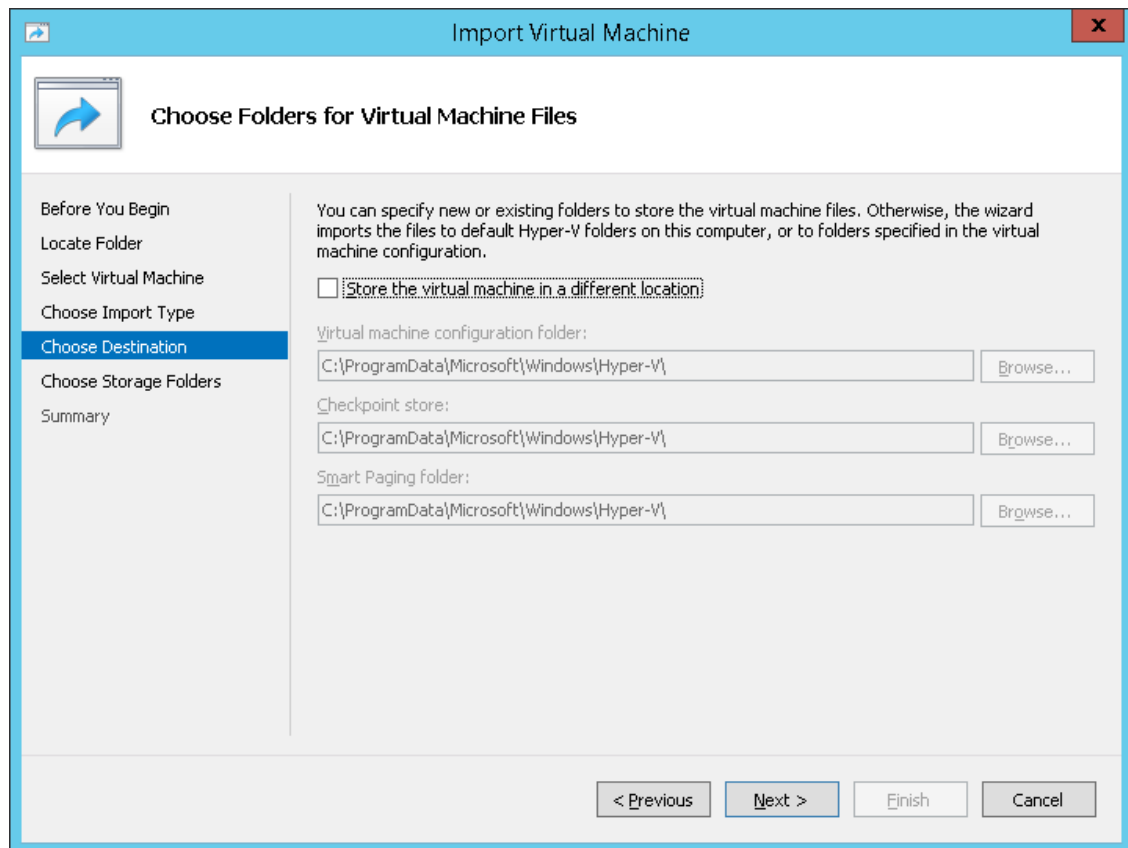 Import Virtual Machine
x
Choose Folders for Virtual Machine Files
Before You Begin
Locate Folder
Select Virtual Machine
Choose Import Type
Choose Destination
Choose Storage Folders
Summary
You can specify new or existing folders to store the virtual machine files. Otherwise, the wizard
imports the files to default Hyper-V folders on this computer, or to folders specified in the virtual
machine configuration.
Store the virtual machine in a different location
Virtual machine configuration folder:
C:\ProgramData\Microsoft\Windows\Hyper-V\
Browse...
Checkpoint store:
C:\ProgramData\Microsoft\Windows\Hyper-V\
Browse...
Smart Paging folder:
C:\ProgramData\Microsoft\Windows\Hyper-V\
Browse...
< Previous
Next >
Finish
Cancel